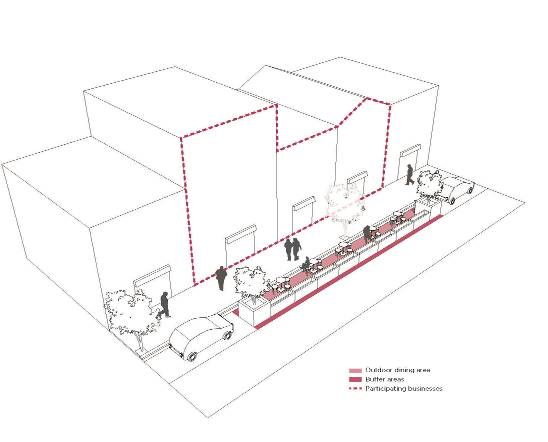 Outdoor dining area
Buffer areas
Participating businesses